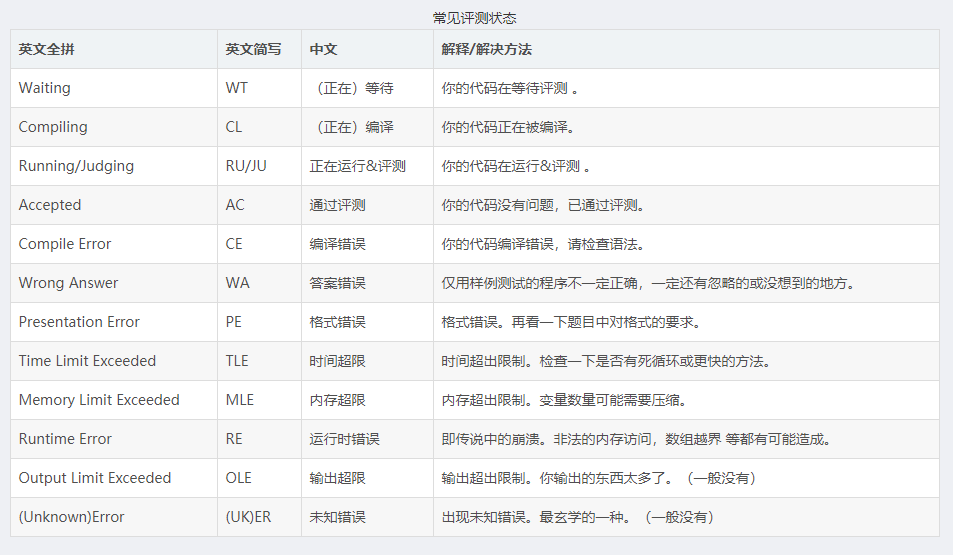 常见评测状态
英文全拼 英文简写 中文 解释/解决方法
Waiting WT （正在）等待 你的代码在等待评测 。
Compiling CL （正在）编译 你的代码正在被编译。
Running/Judging RU/JU 正在运行&评测 你的代码在运行&评测 。
Accepted AC 通过评测 你的代码没有问题，已通过评测。
Compile Error CE 编译错误 你的代码编译错误，请检查语法。
Wrong Answer WA 答案错误 仅用样例测试的程序不一定正确，一定还有忽略的或没想到的地方。
Presentation Error PE 格式错误 格式错误。再看一下题目中对格式的要求。
Time Limit Exceeded TLE 时间超限 时间超出限制。检查一下是否有死循环或更快的方法。
Memory Limit Exceeded MLE 内存超限 内存超出限制。变量数量可能需要压缩。
Runtime Error RE 运行时错误 即传说中的崩溃。非法的内存访问，数组越界 等都有可能造成。
Output Limit Exceeded OLE 输出超限 输出超出限制。你输出的东西太多了。（一般没有）
(Unknown)Error (UK)ER 未知错误 出现未知错误。最玄学的一种。（一般没有）